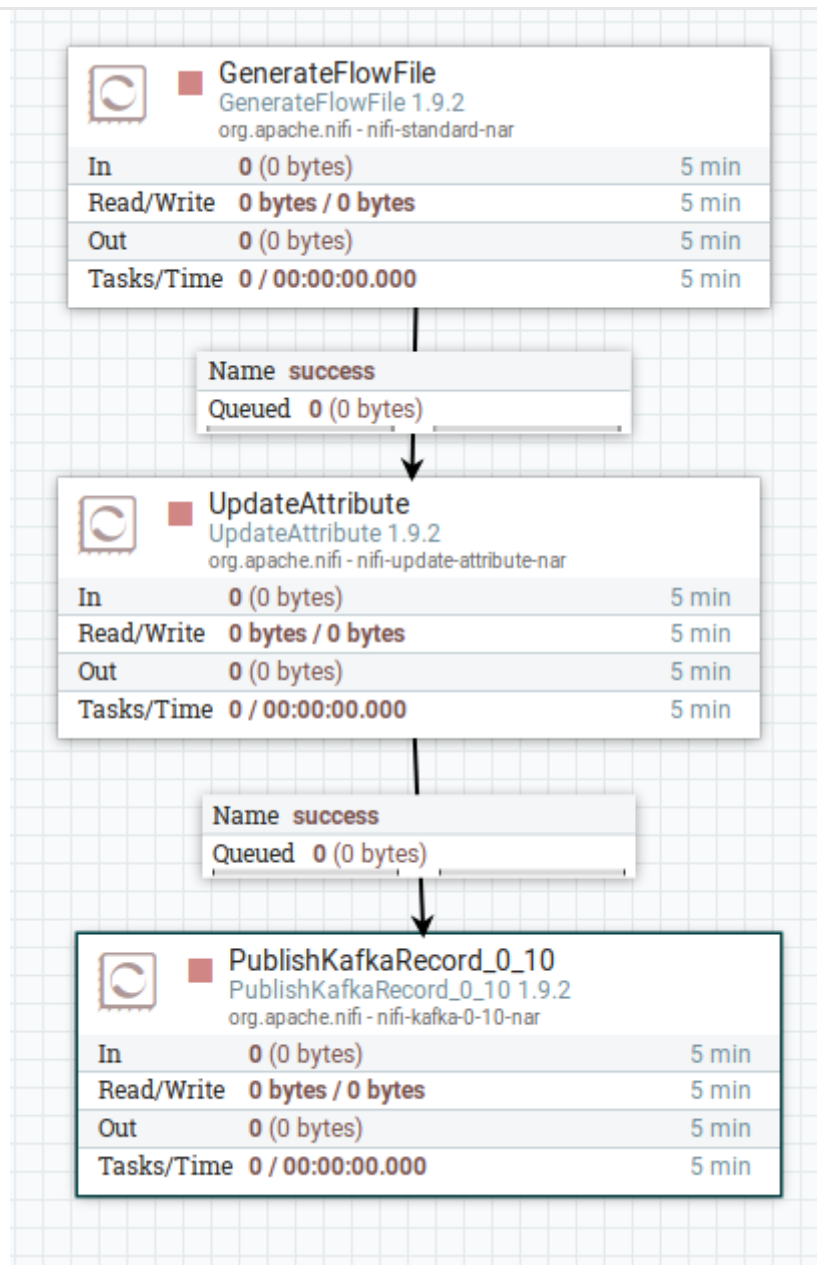 GenerateFlowFile
GenerateFlowFile 1.9.2
org.apache.nifi - nifi-standard-nar
In 0 (0 bytes) 5 min
Read/Write 0 bytes / 0 bytes 5 min
Out 0 (0 bytes) 5 min
Tasks/Time 0 / 00:00:00.000 5 min
Name success
Queued 0 (0 bytes)
UpdateAttribute
UpdateAttribute 1.9.2
org.apache.nifi - nifi-update-attribute-nar
In 0 (0 bytes) 5 min
Read/Write 0 bytes / 0 bytes 5 min
Out 0 (0 bytes) 5 min
Tasks/Time 0 / 00:00:00.000 5 min
Name success
Queued 0 (0 bytes)
PublishKafkaRecord_0_10
PublishKafkaRecord_0_10 1.9.2
org.apache.nifi - nifi-kafka-0-10-nar
In 0 (0 bytes) 5 min
Read/Write 0 bytes / 0 bytes 5 min
Out 0 (0 bytes) 5 min
Tasks/Time 0 / 00:00:00.000 5 min